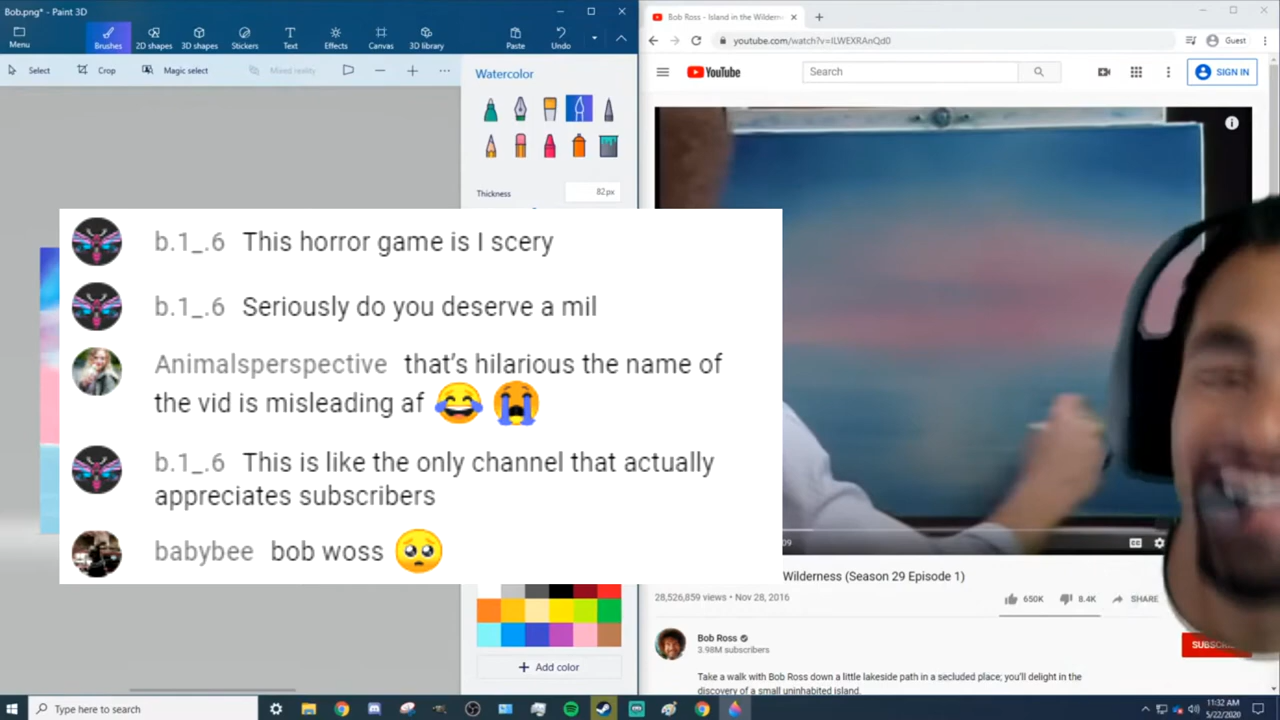 Bob.png* - Paint 3D
Bob Ross - Island in the Wildern
Menu
Brushes
2D shapes
3D shapes
Stickers
Text
Effects
Canvas
3D library
Paste
Undo
youtube.com/watch?v=lLWEXRAnQd0
Guest
Select
Crop
Magic select
Mixed reality
Watercolor
YouTube
Search
SIGN IN
Thickness
82px
b.1_.6 This horror game is I scery
b.1_.6 Seriously do you deserve a mil
Animalsperspective that's hilarious the name of
the vid is misleading af 😂 😭
b.1_.6 This is like the only channel that actually
appreciates subscribers
babybee bob woss 🥺
09
CC
Wilderness (Season 29 Episode 1)
28,526,859 views • Nov 28, 2016
650K
8.4K
SHARE
Bob Ross
3.98M subscribers
Take a walk with Bob Ross down a little lakeside path in a secluded place; you'll delight in the
discovery of a small uninhabited island.
+ Add color
Type here to search
11:32 AM
5/22/2020